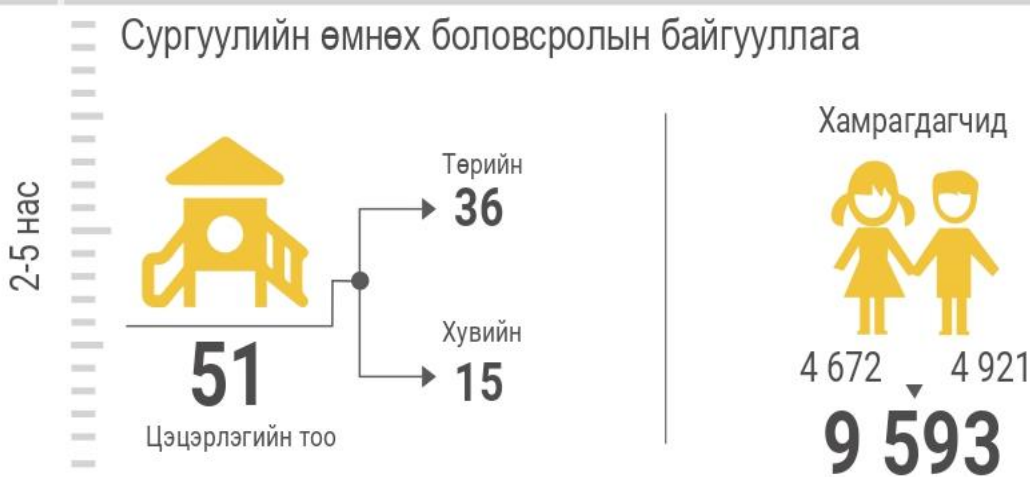 Сургуулийн өмнөх боловсролын байгууллага
2-5 нас
Төрийн
36
Хувийн
15
51
Цэцэрлэгийн тоо
Хамрагдагчид
4 672 4 921
9 593